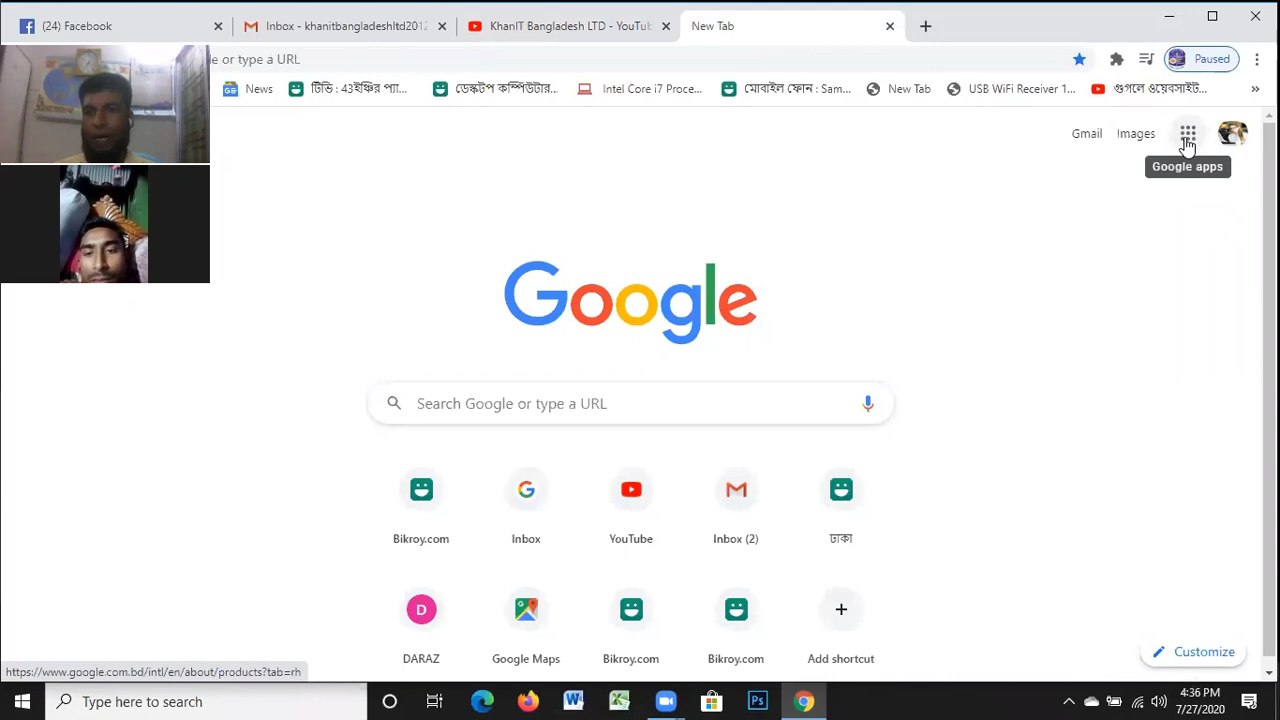 (24) Facebook
Inbox - khanitbangladeshltd201
KhanIT Bangladesh LTD - YouTu
New Tab
le or type a URL
Paused
News
টিভি : 43ইঞ্চির প্যা...
ডেস্কটপ কম্পিউটার...
Intel Core i7 Proce...
মোবাইল ফোন : Sam...
New Tab
USB WiFi Receiver 1...
গুগলে ওয়েবসাইট...
Gmail
Images
Google apps
Google
Search Google or type a URL
Bikroy.com
Inbox
YouTube
Inbox (2)
ঢাকা
D
DARAZ
Google Maps
Bikroy.com
Bikroy.com
Add shortcut
Customize
https://www.google.com.bd/intl/en/about/products?tab=rh
Type here to search
Ps
4:36 PM
7/27/2020